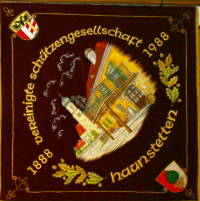 vereinigte schützengesellschaft
1888
1988
haunstetten